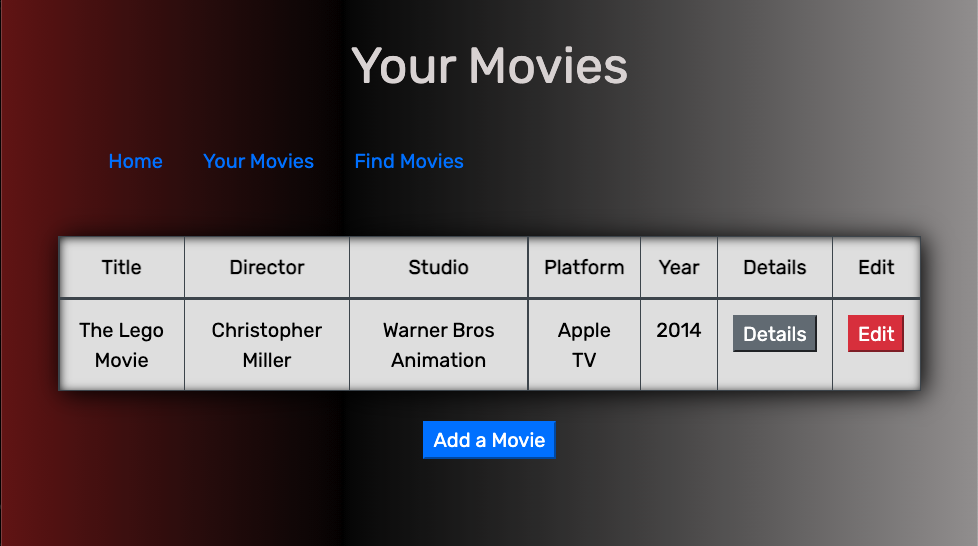 Your Movies
Home Your Movies Find Movies
Title Director Studio Platform Year Details Edit
The Lego Christopher Warner Bros Apple 2014 Details Edit
Movie Miller Animation TV
Add a Movie